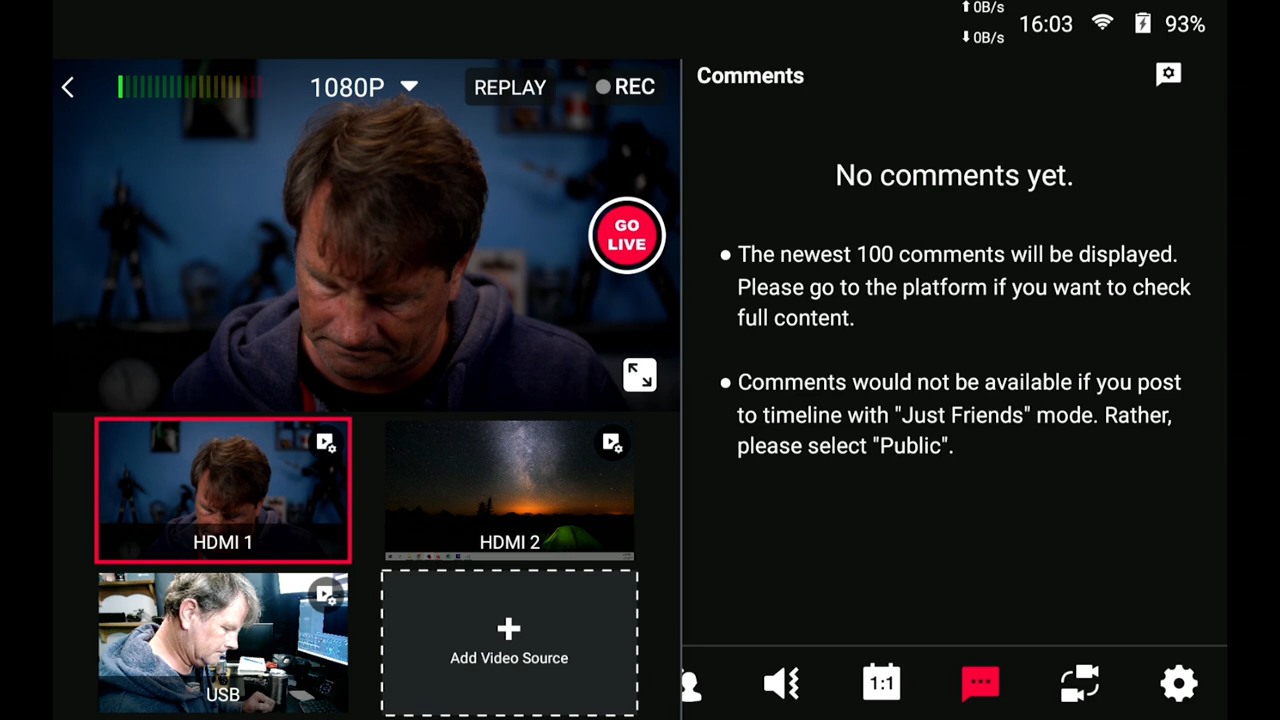 0B/s
0B/s
16:03
93%
1080P
REPLAY
REC
GO
LIVE
HDMI 1
HDMI 2
USB
Add Video Source
Comments
No comments yet.
● The newest 100 comments will be displayed.
Please go to the platform if you want to check
full content.
● Comments would not be available if you post
to timeline with "Just Friends" mode. Rather,
please select "Public".
1:1